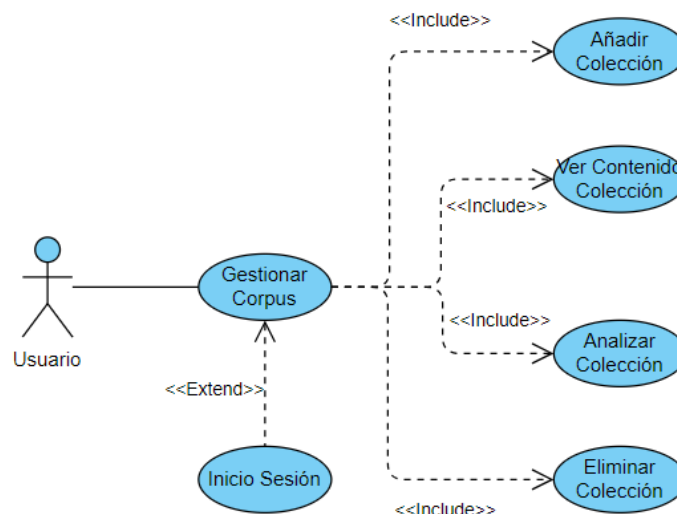 <<Include>>
Añadir
Colección
Ver Contenido
Colección
<<Include>>
Gestionar
Corpus
Usuario
<<Include>>
Analizar
Colección
<<Extend>>
Inicio Sesión
Eliminar
Colección
<<Include>>